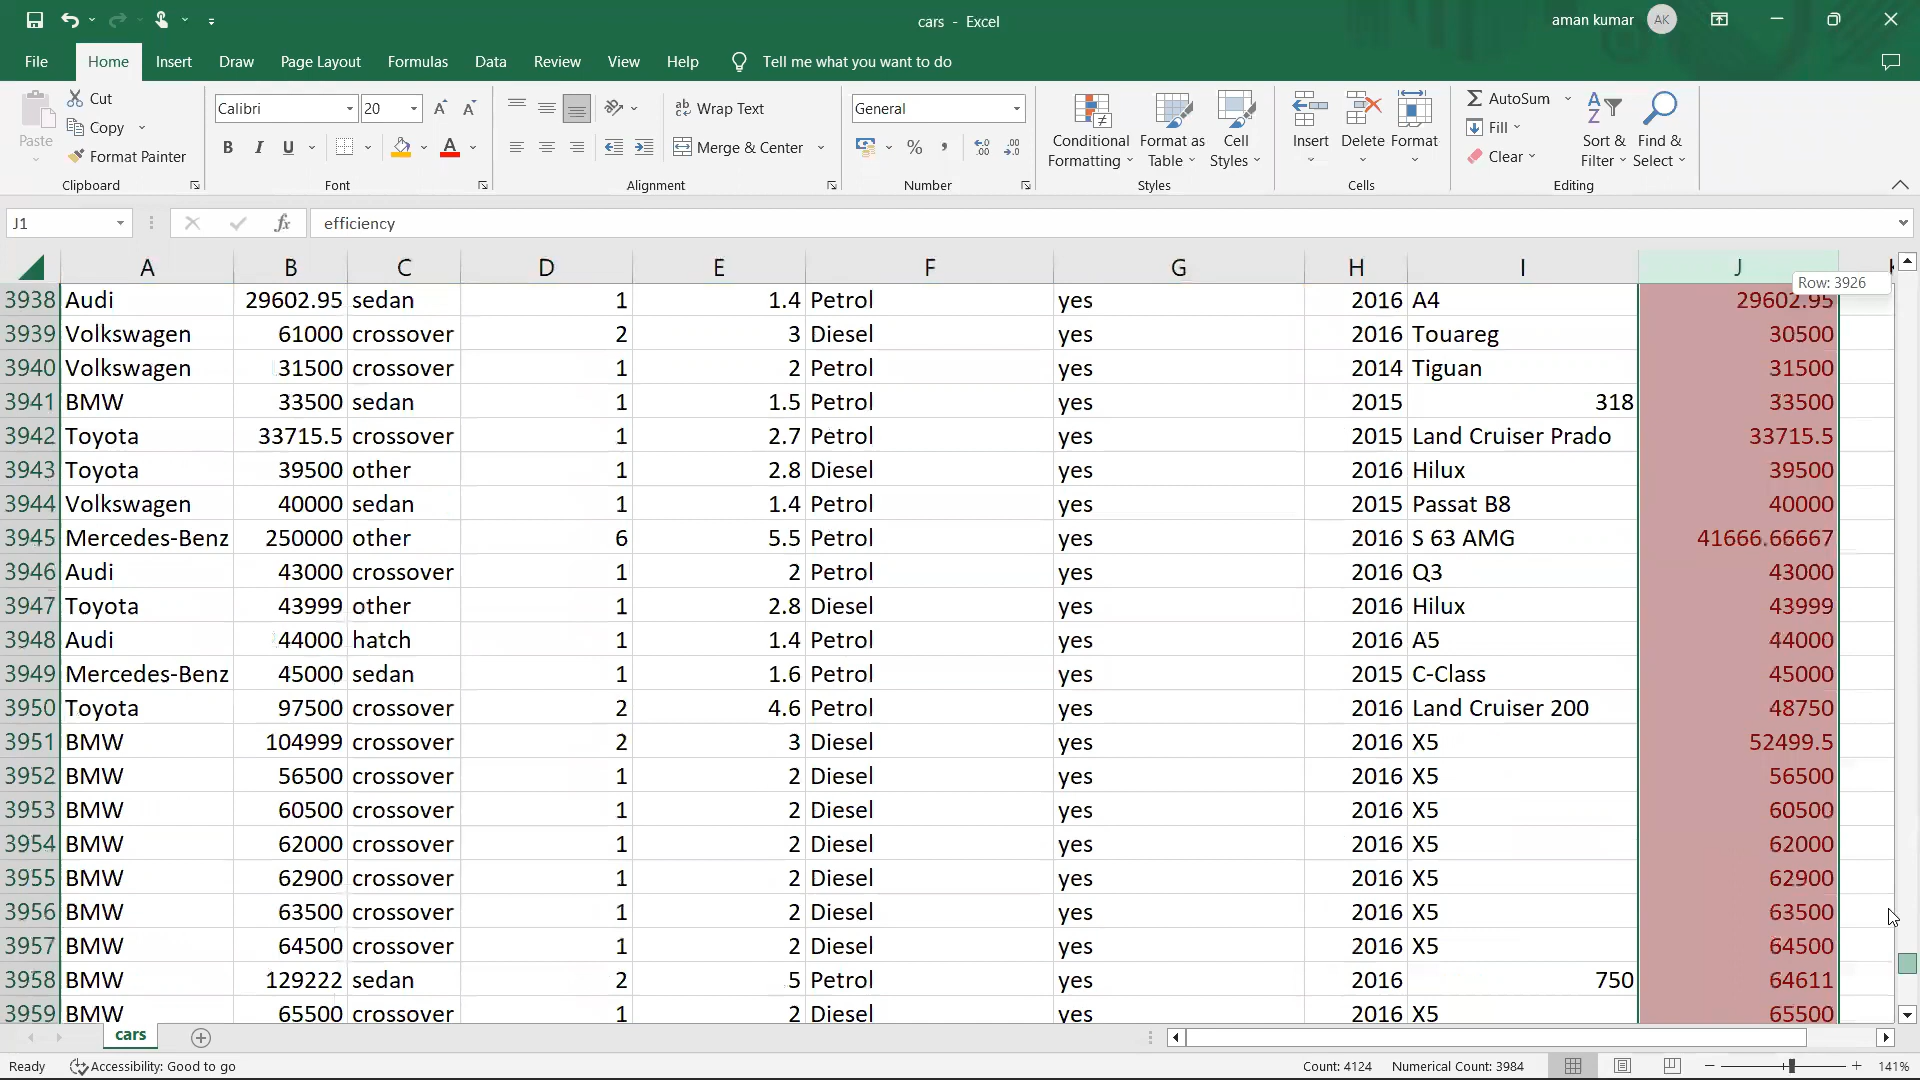 cars - Excel
aman kumar AK
File Home Insert Draw Page Layout Formulas Data Review View Help Tell me what you want to do
Paste Cut Copy Format Painter Clipboard
Calibri 20 B I U A Font
ab Wrap Text Merge & Center Alignment
General % , Number
Conditional Formatting Format as Table Cell Styles Styles
Insert Delete Format Cells
AutoSum Fill Clear Sort & Filter Find & Select Editing
J1 fx efficiency
A B C D E F G H I J
Row: 3926
3938 Audi 29602.95 sedan 1 1.4 Petrol yes 2016 A4 29602.95
3939 Volkswagen 61000 crossover 2 3 Diesel yes 2016 Touareg 30500
3940 Volkswagen 31500 crossover 1 2 Petrol yes 2014 Tiguan 31500
3941 BMW 33500 sedan 1 1.5 Petrol yes 2015 318 33500
3942 Toyota 33715.5 crossover 1 2.7 Petrol yes 2015 Land Cruiser Prado 33715.5
3943 Toyota 39500 other 1 2.8 Diesel yes 2016 Hilux 39500
3944 Volkswagen 40000 sedan 1 1.4 Petrol yes 2015 Passat B8 40000
3945 Mercedes-Benz 250000 other 6 5.5 Petrol yes 2016 S 63 AMG 41666.66667
3946 Audi 43000 crossover 1 2 Petrol yes 2016 Q3 43000
3947 Toyota 43999 other 1 2.8 Diesel yes 2016 Hilux 43999
3948 Audi 44000 hatch 1 1.4 Petrol yes 2016 A5 44000
3949 Mercedes-Benz 45000 sedan 1 1.6 Petrol yes 2015 C-Class 45000
3950 Toyota 97500 crossover 2 4.6 Petrol yes 2016 Land Cruiser 200 48750
3951 BMW 104999 crossover 2 3 Diesel yes 2016 X5 52499.5
3952 BMW 56500 crossover 1 2 Diesel yes 2016 X5 56500
3953 BMW 60500 crossover 1 2 Diesel yes 2016 X5 60500
3954 BMW 62000 crossover 1 2 Diesel yes 2016 X5 62000
3955 BMW 62900 crossover 1 2 Diesel yes 2016 X5 62900
3956 BMW 63500 crossover 1 2 Diesel yes 2016 X5 63500
3957 BMW 64500 crossover 1 2 Diesel yes 2016 X5 64500
3958 BMW 129222 sedan 2 5 Petrol yes 2016 750 64611
3959 BMW 65500 crossover 1 2 Diesel yes 2016 X5 65500
cars
Ready Accessibility: Good to go Count: 4124 Numerical Count: 3984 141%